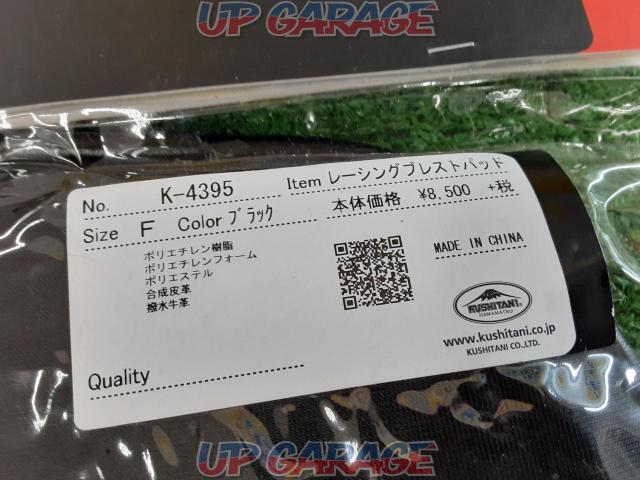 UP GARAGE
No. K-4395 Item レーシングブレストパッド
Size F Color ブラック 本体価格 ¥8,500 +税
ポリエチレン樹脂
ポリエチレンフォーム
ポリエステル
合成皮革
撥水牛革
MADE IN CHINA
KUSHITANI
HAMAMATSU
www.kushitani.co.jp
KUSHITANI CO.,LTD.
Quality
UP GARAGE